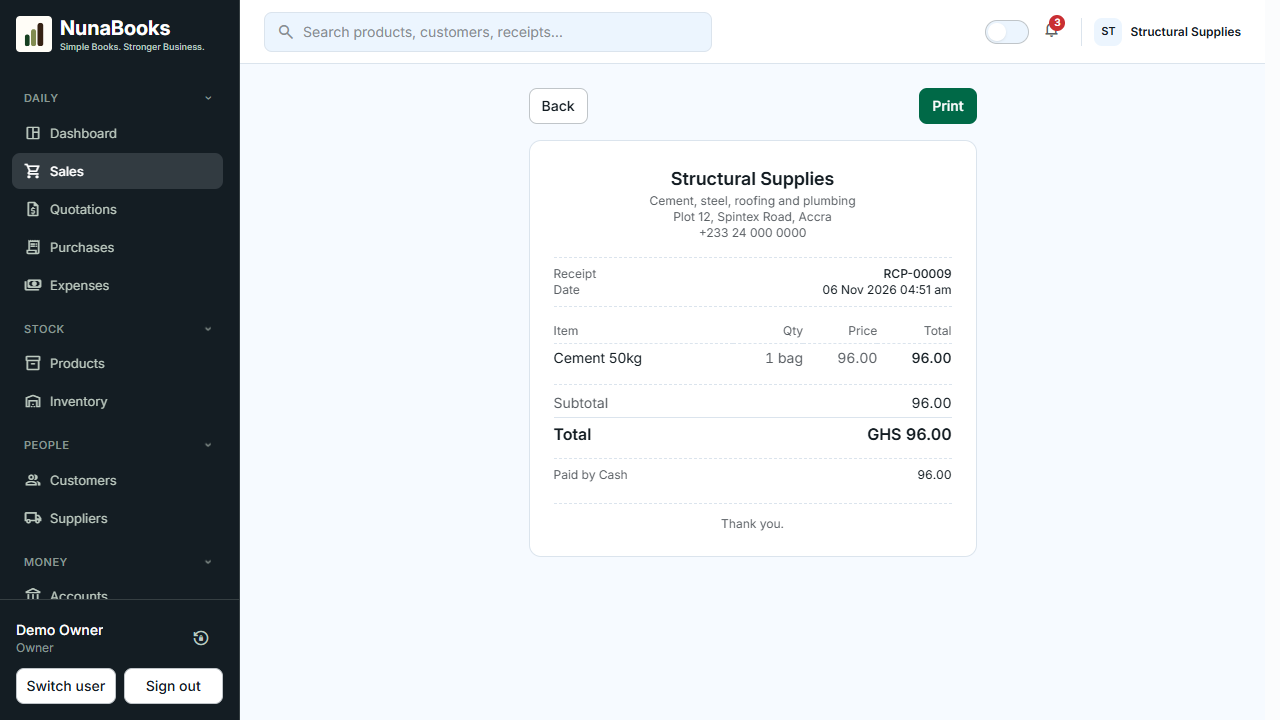 NunaBooks
Simple Books. Stronger Business.
DAILY
Dashboard
Sales
Quotations
Purchases
Expenses
STOCK
Products
Inventory
PEOPLE
Customers
Suppliers
MONEY
Accounts
Demo Owner
Owner
Switch user
Sign out
Search products, customers, receipts...
3
ST
Structural Supplies
Back
Print
Structural Supplies
Cement, steel, roofing and plumbing
Plot 12, Spintex Road, Accra
+233 24 000 0000
Receipt RCP-00009
Date 06 Nov 2026 04:51 am
Item Qty Price Total
Cement 50kg 1 bag 96.00 96.00
Subtotal 96.00
Total GHS 96.00
Paid by Cash 96.00
Thank you.